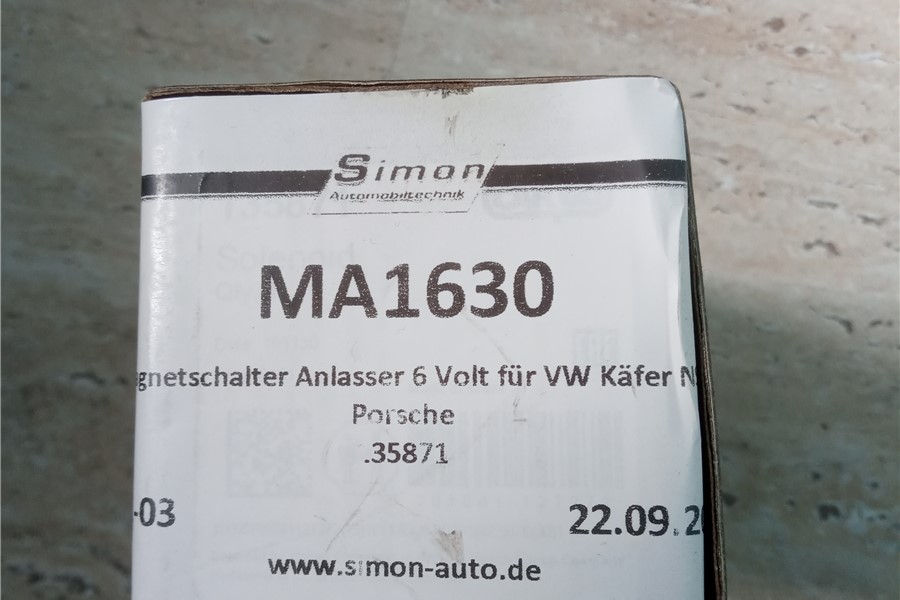 Simon
Automobiltechnik
MA1630
gnetschalter Anlasser 6 Volt für VW Käfer N
Porsche
.35871
-03
22.09.20
www.simon-auto.de